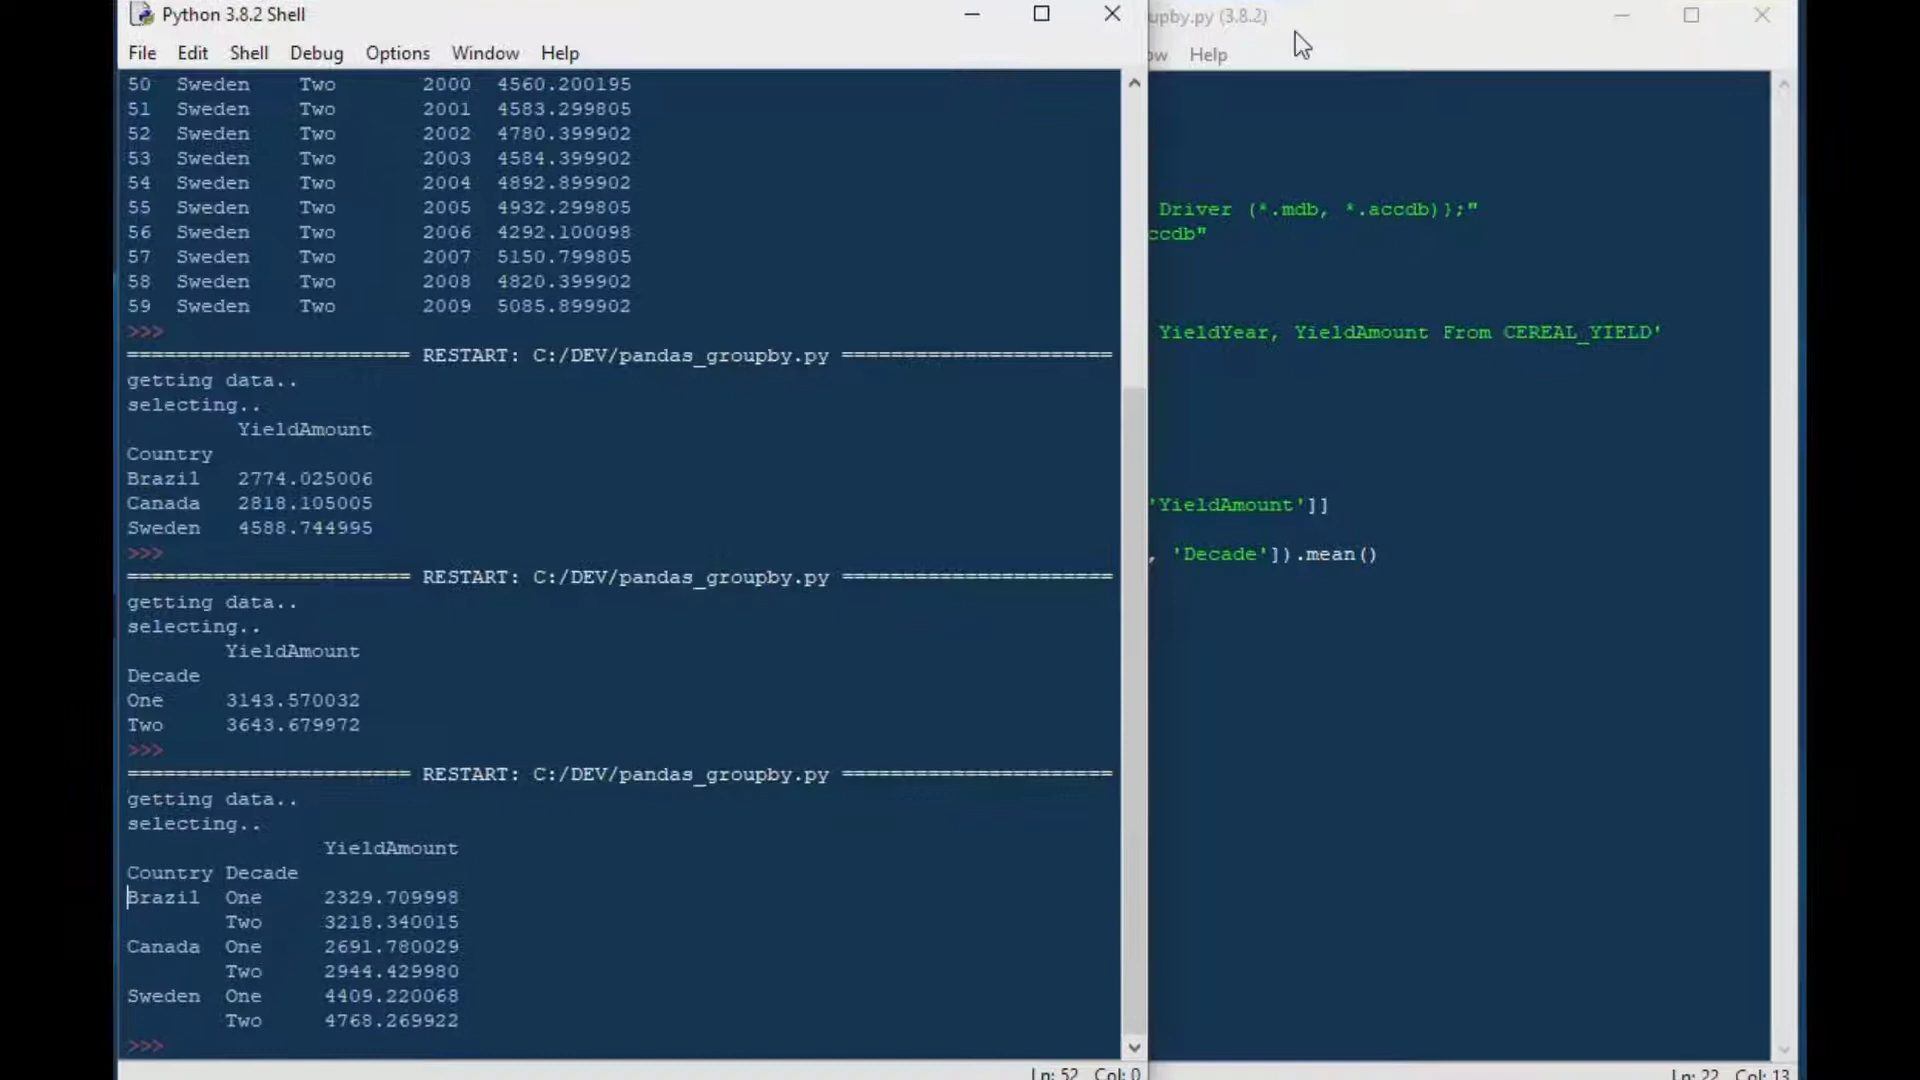 Python 3.8.2 Shell
File Edit Shell Debug Options Window Help
50 Sweden Two 2000 4560.200195
51 Sweden Two 2001 4583.299805
52 Sweden Two 2002 4780.399902
53 Sweden Two 2003 4584.399902
54 Sweden Two 2004 4892.899902
55 Sweden Two 2005 4932.299805
56 Sweden Two 2006 4292.100098
57 Sweden Two 2007 5150.799805
58 Sweden Two 2008 4820.399902
59 Sweden Two 2009 5085.899902
>>>
======================= RESTART: C:/DEV/pandas_groupby.py ======================
getting data..
selecting..
YieldAmount
Country
Brazil 2774.025006
Canada 2818.105005
Sweden 4588.744995
>>>
======================= RESTART: C:/DEV/pandas_groupby.py ======================
getting data..
selecting..
YieldAmount
Decade
One 3143.570032
Two 3643.679972
>>>
======================= RESTART: C:/DEV/pandas_groupby.py ======================
getting data..
selecting..
YieldAmount
Country Decade
Brazil One 2329.709998
Two 3218.340015
Canada One 2691.780029
Two 2944.429980
Sweden One 4409.220068
Two 4768.269922
>>>
Ln: 52 Col: 0
upby.py (3.8.2)
ow Help
Driver (*.mdb, *.accdb)};"
ccdb"
YieldYear, YieldAmount From CEREAL_YIELD'
'YieldAmount']]
, 'Decade']).mean()
Ln: 22 Col: 13